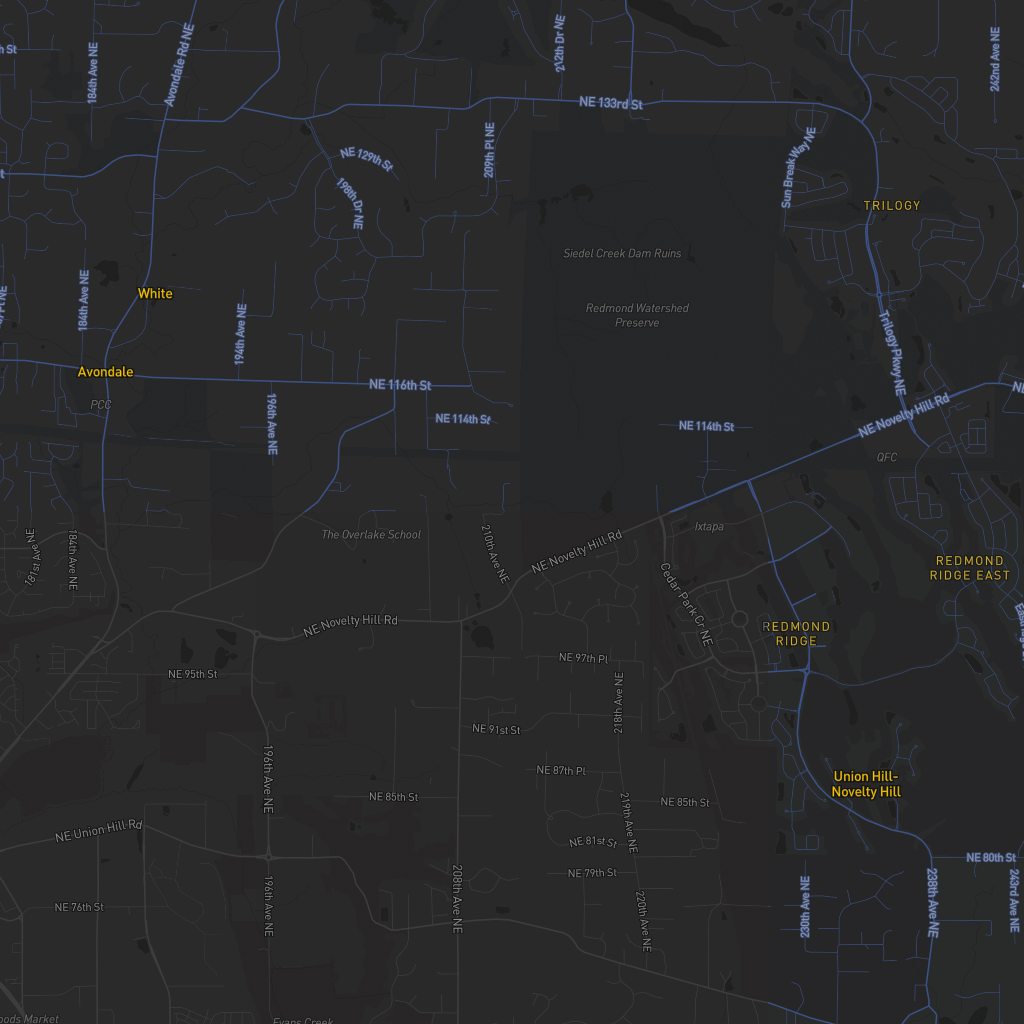 212th Dr NE
Avondale Rd NE
h St
184th Ave NE
242nd Ave NE
NE 133rd St
209th Pl NE
NE 129th St
Sun Break Way NE
198th Dr NE
TRILOGY
Siedel Creek Dam Ruins
White
184th Ave NE
Pl NE
194th Ave NE
Redmond Watershed
Preserve
Trilogy Pkwy NE
Avondale
NE 116th St
NE
PCC
196th Ave NE
NE 114th St
NE 114th St
NE Novelty Hill Rd
QFC
The Overlake School
210th Ave NE
Ixtapa
181st Ave NE
184th Ave NE
NE Novelty Hill Rd
REDMOND
RIDGE EAST
Cedar Park Cr NE
NE Novelty Hill Rd
REDMOND
RIDGE
NE 97th Pl
NE 95th St
218th Ave NE
NE 91st St
196th Ave NE
NE 87th Pl
Union Hill-
Novelty Hill
NE 85th St
NE 85th St
219th Ave NE
NE Union Hill Rd
NE 81st St
NE 80th St
NE 79th St
196th Ave NE
208th Ave NE
230th Ave NE
238th Ave NE
243rd Ave NE
NE 76th St
220th Ave NE
oods Market
Evans Creek